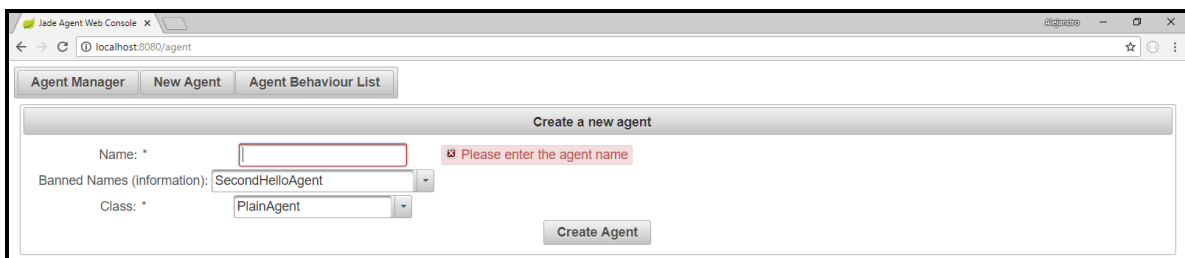 Jade Agent Web Console
Alejandro
localhost:8080/agent
Agent Manager New Agent Agent Behaviour List
Create a new agent
Name: * Please enter the agent name
Banned Names (information): SecondHelloAgent
Class: * PlainAgent
Create Agent